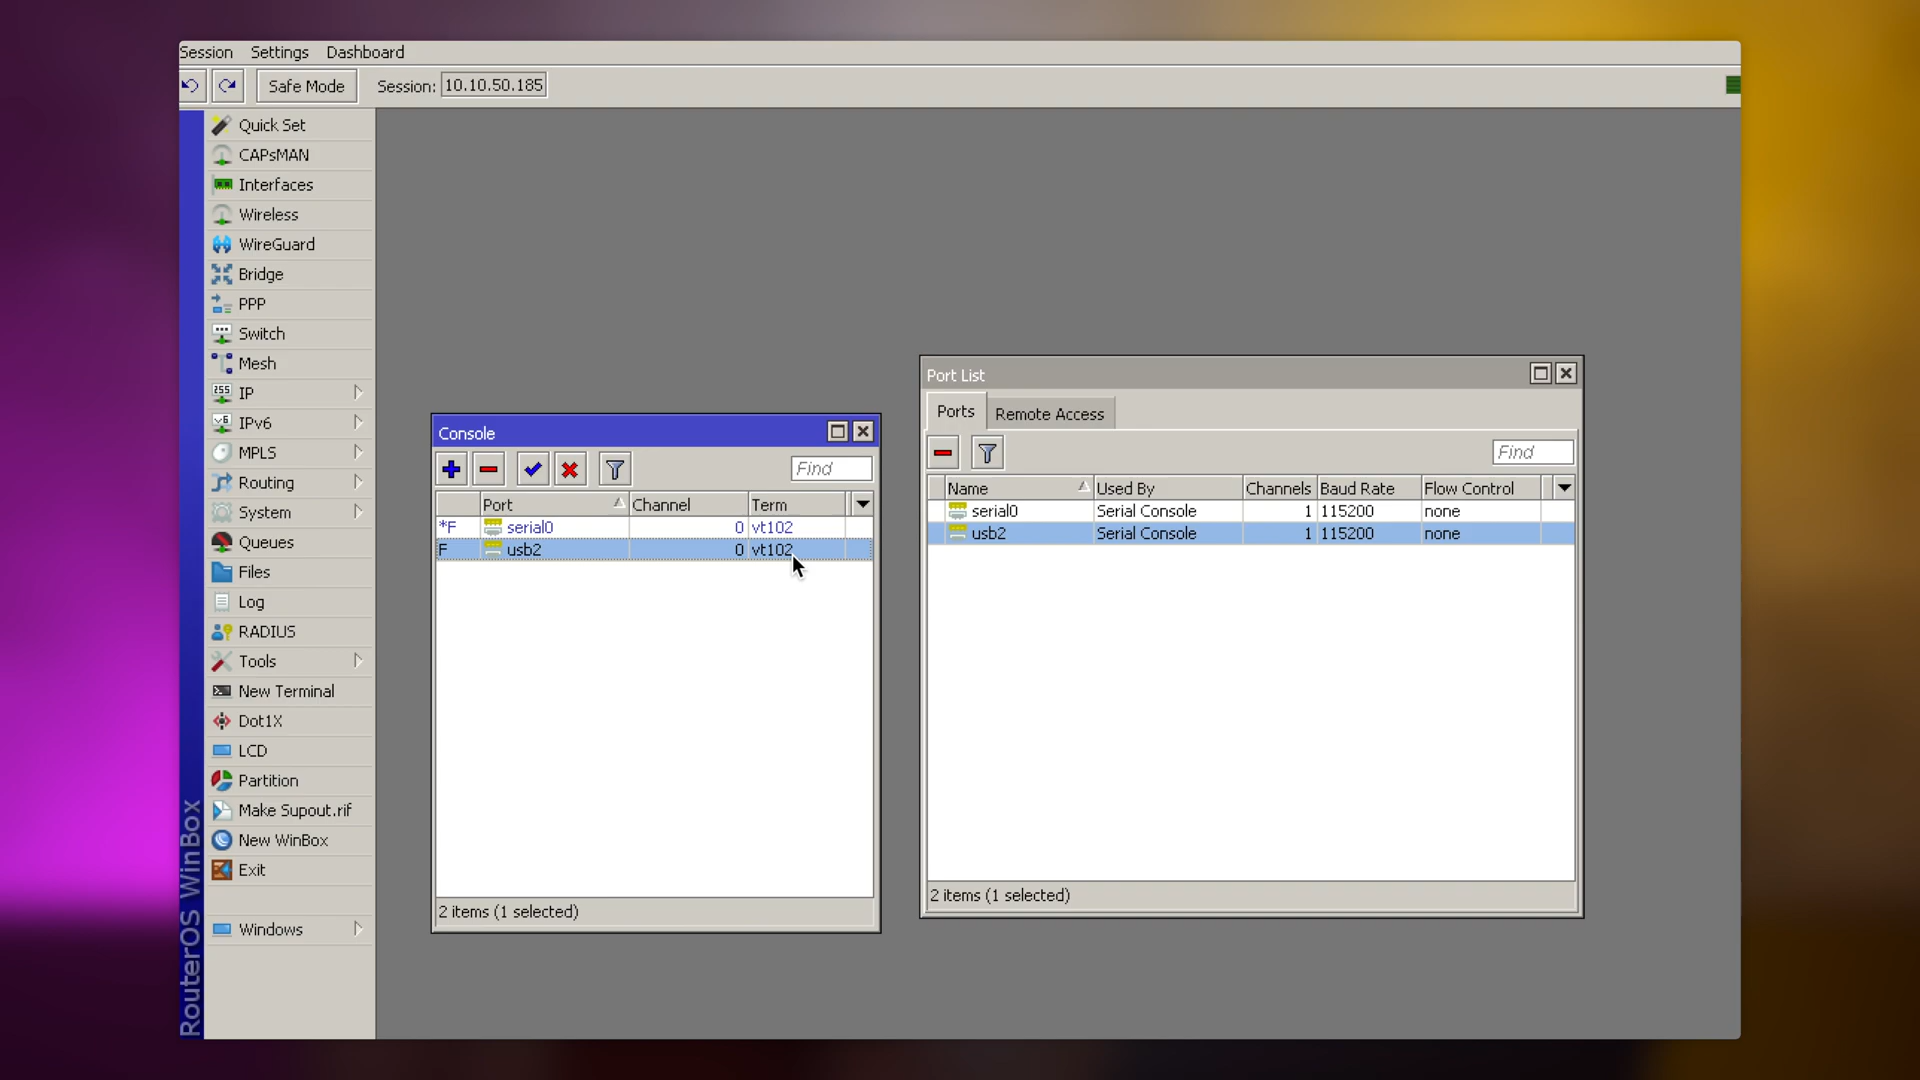 Session Settings Dashboard
Safe Mode Session: 10.10.50.185
Quick Set
CAPsMAN
Interfaces
Wireless
WireGuard
Bridge
PPP
Switch
Mesh
255 IP
v6 IPv6
MPLS
Routing
System
Queues
Files
Log
RADIUS
Tools
New Terminal
Dot1X
LCD
Partition
Make Supout.rif
New WinBox
Exit
Windows
RouterOS WinBox
Console
Find
Port Channel Term
*F serial0 0 vt102
F usb2 0 vt102
2 items (1 selected)
Port List
Ports Remote Access
Find
Name Used By Channels Baud Rate Flow Control
serial0 Serial Console 1 115200 none
usb2 Serial Console 1 115200 none
2 items (1 selected)